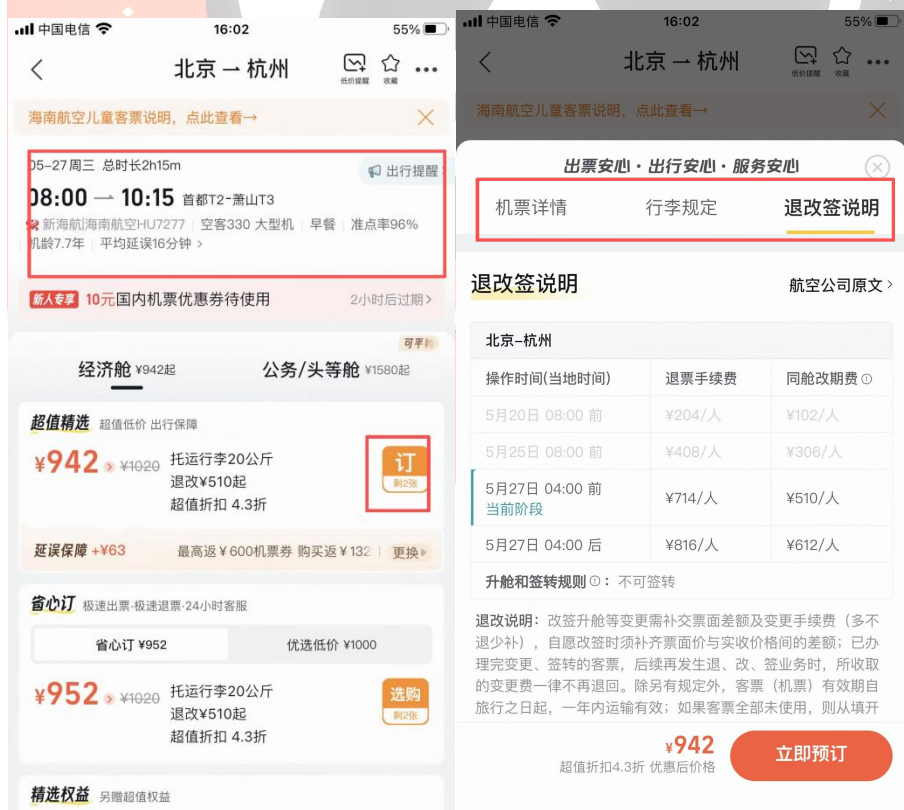 中国电信
16:02
55%
北京 — 杭州
低价提醒
收藏
海南航空儿童客票说明，点此查看→
05-27周三 总时长2h15m
出行提醒
08:00 — 10:15 首都T2-萧山T3
新海航|海南航空HU7277 空客330 大型机 早餐 准点率96%
机龄7.7年 平均延误16分钟 >
新人专享 10元国内机票优惠券待使用
2小时后过期>
经济舱 ¥942起
公务/头等舱 ¥1580起
超值精选 超值低价 出行保障
¥942 > ¥1020
托运行李20公斤
退改¥510起
超值折扣 4.3折
订
剩2张
延误保障 +¥63
最高返¥600机票券 购买返¥132
更换
省心订 极速出票·极速退票·24小时客服
省心订 ¥952
优选低价 ¥1000
¥952 > ¥1020
托运行李20公斤
退改¥510起
超值折扣 4.3折
选购
剩2张
精选权益 另赠超值权益
中国电信
16:02
55%
北京 — 杭州
低价提醒
收藏
海南航空儿童客票说明，点此查看→
出票安心·出行安心·服务安心
机票详情
行李规定
退改签说明
退改签说明
航空公司原文>
北京-杭州
操作时间(当地时间) 退票手续费 同舱改期费
5月20日 08:00 前 ¥204/人 ¥102/人
5月25日 08:00 前 ¥408/人 ¥306/人
5月27日 04:00 前 ¥714/人 ¥510/人
当前阶段
5月27日 04:00 后 ¥816/人 ¥612/人
升舱和签转规则：不可签转
退改说明：改签升舱等变更需补交票面差额及变更手续费（多不
退少补），自愿改签时须补齐票面价与实收价格间的差额；已办
理完变更、签转的客票，后续再发生退、改、签业务时，所收取
的变更费一律不再退回。除另有规定外，客票（机票）有效期自
旅行之日起，一年内运输有效；如果客票全部未使用，则从填开
¥942
超值折扣4.3折 优惠后价格
立即预订